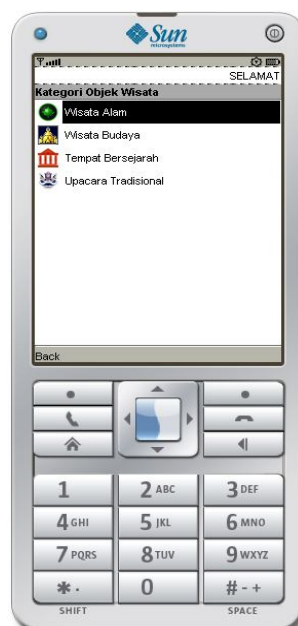 Sun
microsystems
SELAMAT
Kategori Objek Wisata
Wisata Alam
Wisata Budaya
Tempat Bersejarah
Upacara Tradisional
Back
1 2 ABC 3 DEF
4 GHI 5 JKL 6 MNO
7 PQRS 8 TUV 9 WXYZ
* . 0 # - +
SHIFT SPACE